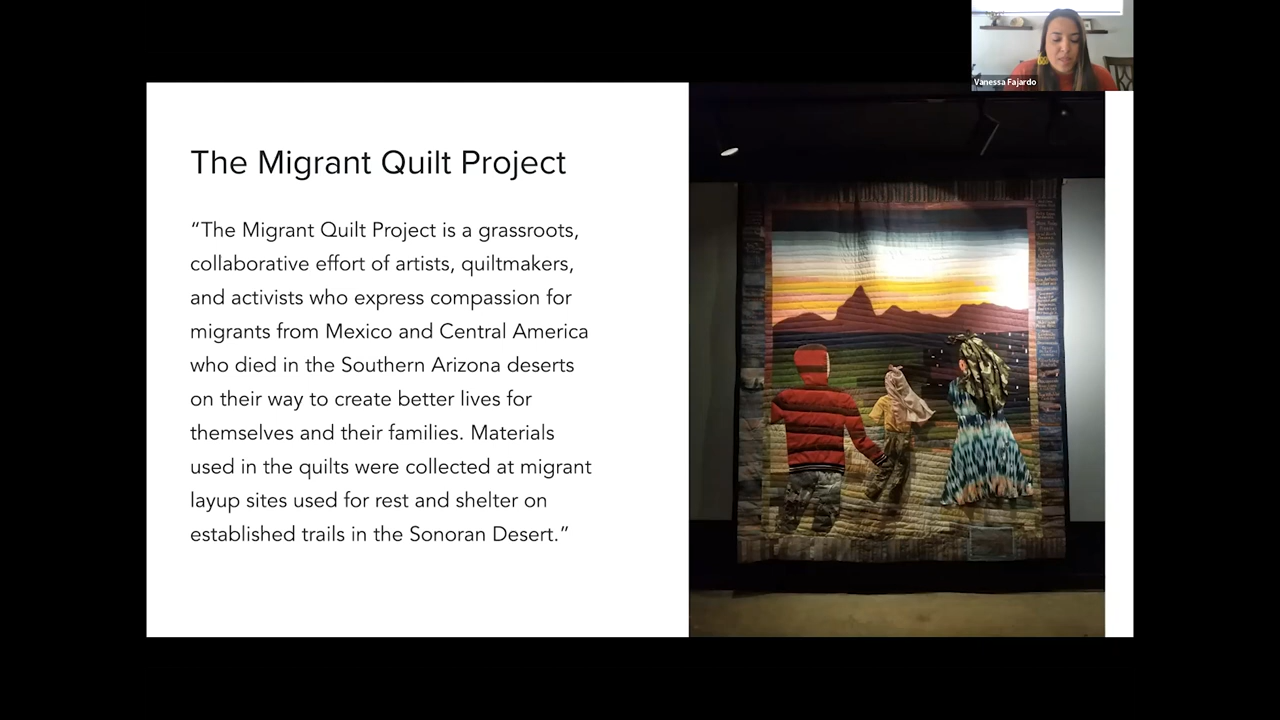 Vanessa Fajardo
The Migrant Quilt Project
“The Migrant Quilt Project is a grassroots,
collaborative effort of artists, quiltmakers,
and activists who express compassion for
migrants from Mexico and Central America
who died in the Southern Arizona deserts
on their way to create better lives for
themselves and their families. Materials
used in the quilts were collected at migrant
layup sites used for rest and shelter on
established trails in the Sonoran Desert.”